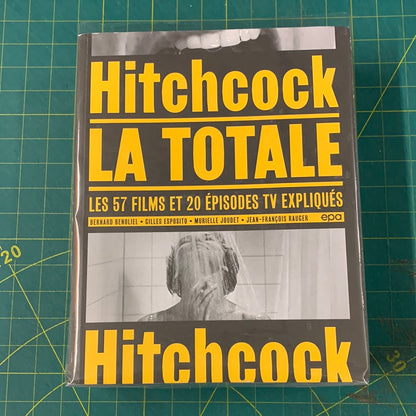 Hitchcock
LA TOTALE
LES 57 FILMS ET 20 ÉPISODES TV EXPLIQUÉS
BERNARD BENOLIEL • GILLES ESPOSITO • MURIELLE JOUDET • JEAN-FRANÇOIS RAUGER epa
Hitchcock
20
30